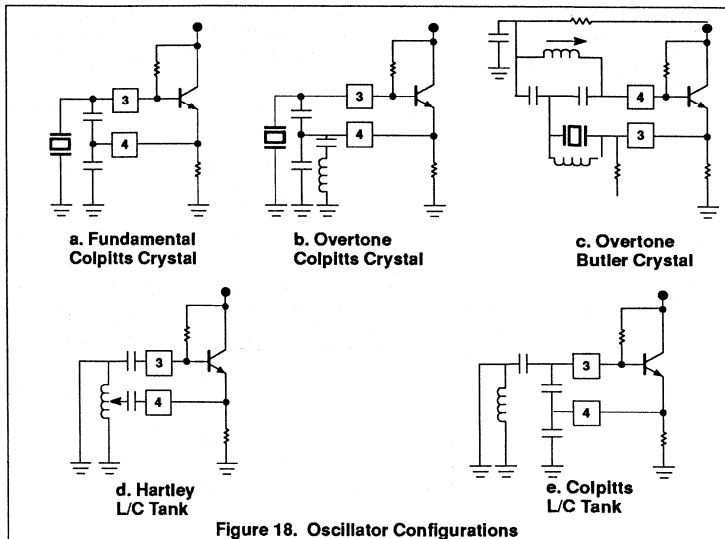 3
4
a. Fundamental
Colpitts Crystal
3
4
b. Overtone
Colpitts Crystal
4
3
c. Overtone
Butler Crystal
3
4
d. Hartley
L/C Tank
3
4
e. Colpitts
L/C Tank
Figure 18. Oscillator Configurations